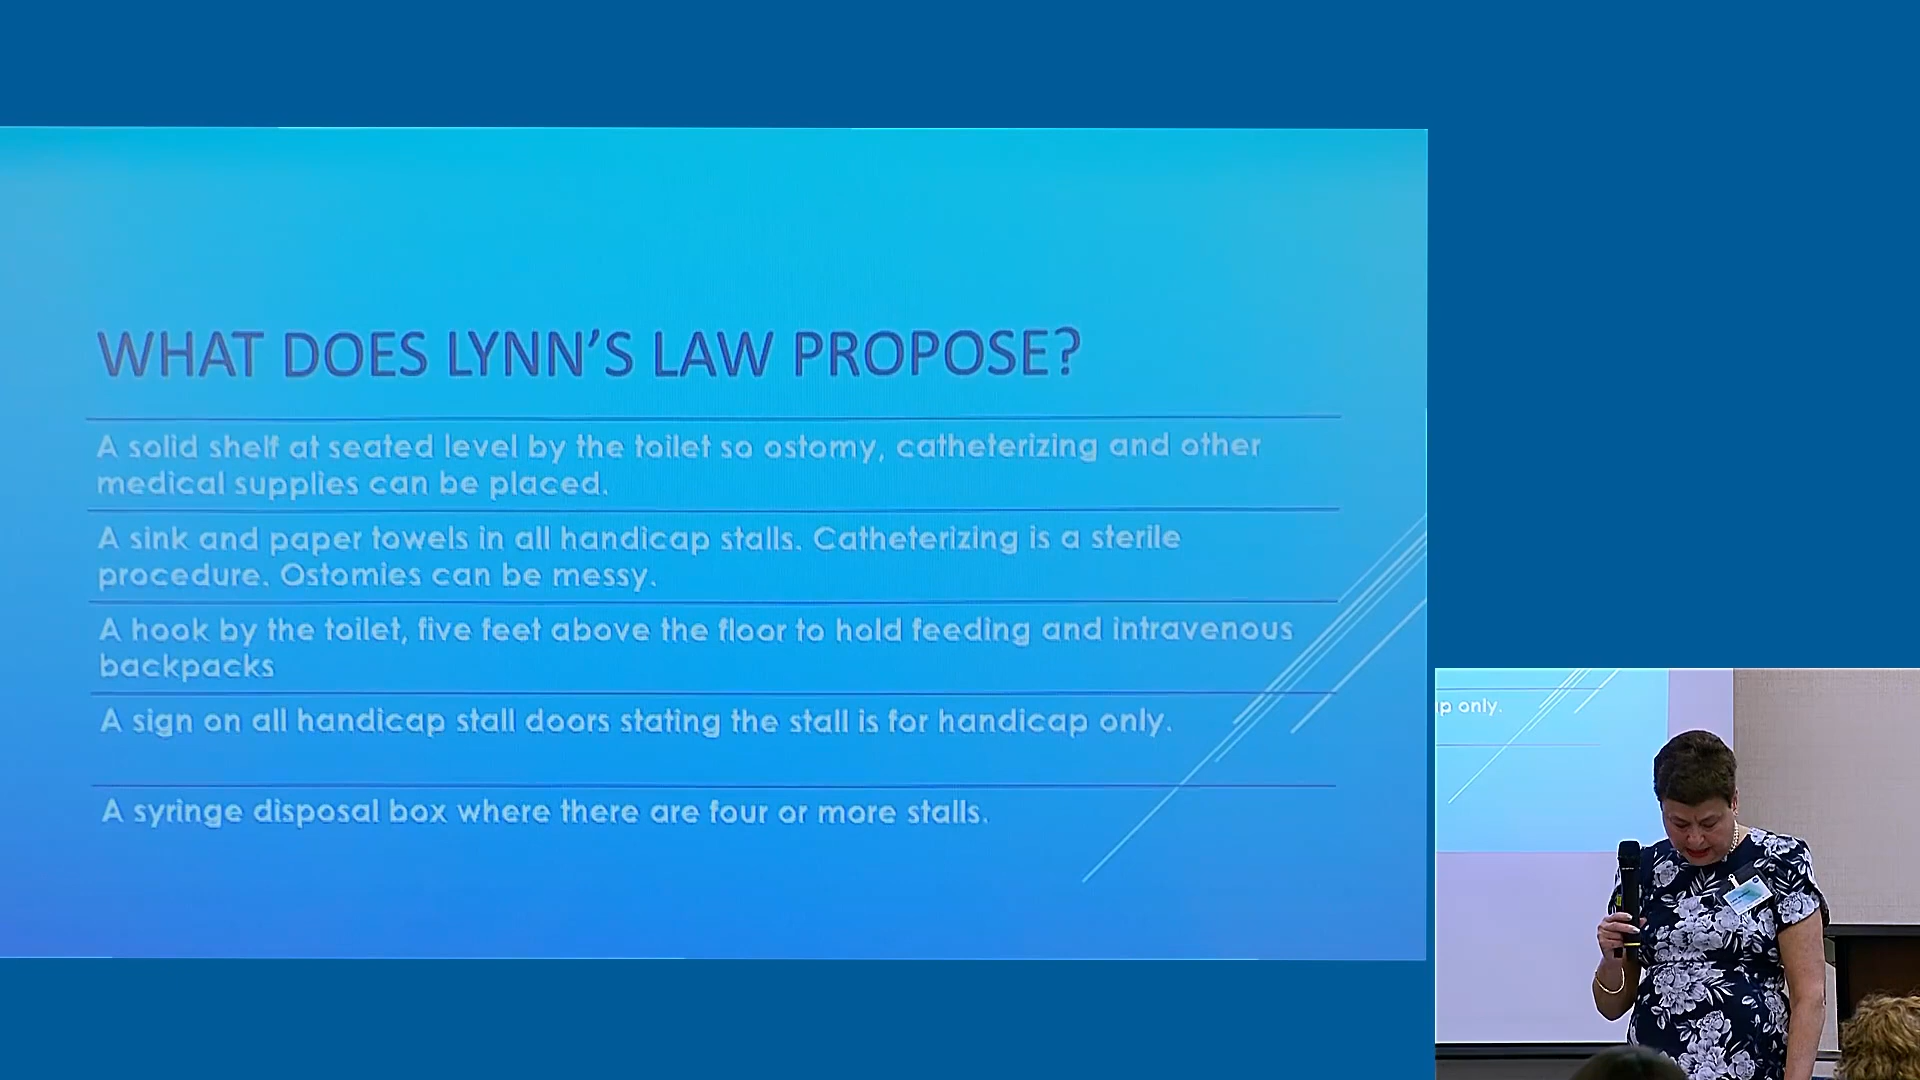 WHAT DOES LYNN'S LAW PROPOSE?
A solid shelf at seated level by the toilet so ostomy, catheterizing and other
medical supplies can be placed.
A sink and paper towels in all handicap stalls. Catheterizing is a sterile
procedure. Ostomies can be messy.
A hook by the toilet, five feet above the floor to hold feeding and intravenous
backpacks
A sign on all handicap stall doors stating the stall is for handicap only.
A syringe disposal box where there are four or more stalls.
only.